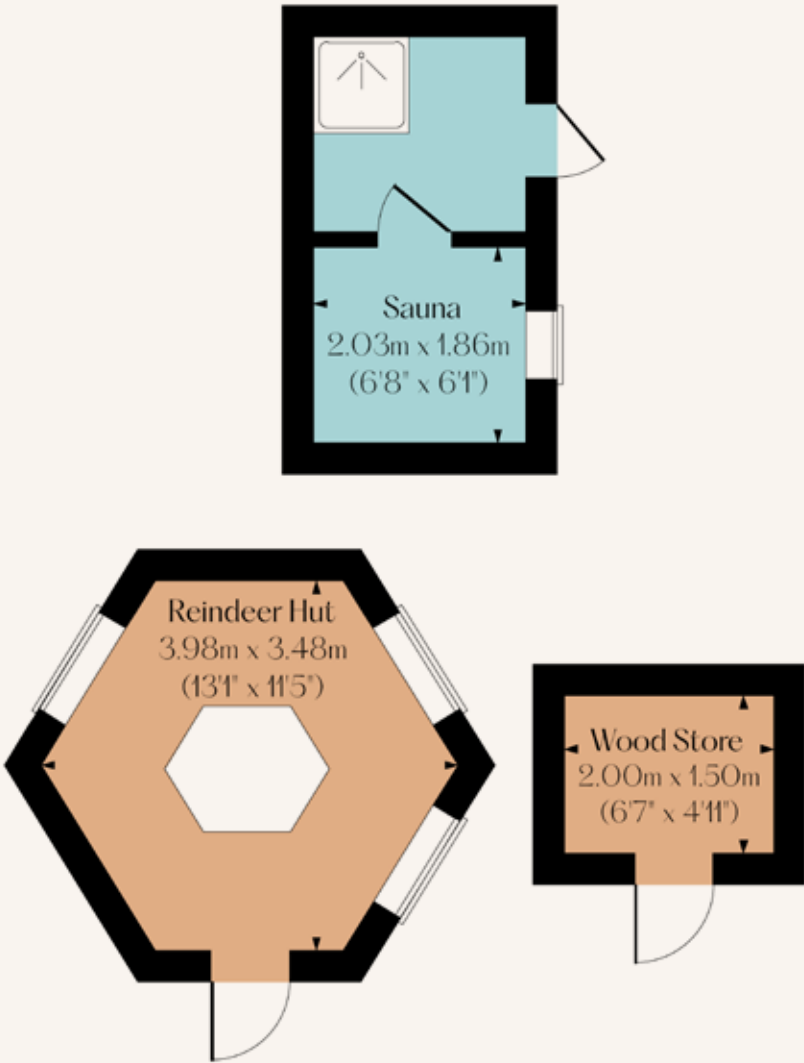 Sauna
2.03m x 1.86m
(6'8" x 6'1")
Reindeer Hut
3.98m x 3.48m
(13'1" x 11'5")
Wood Store
2.00m x 1.50m
(6'7" x 4'11")